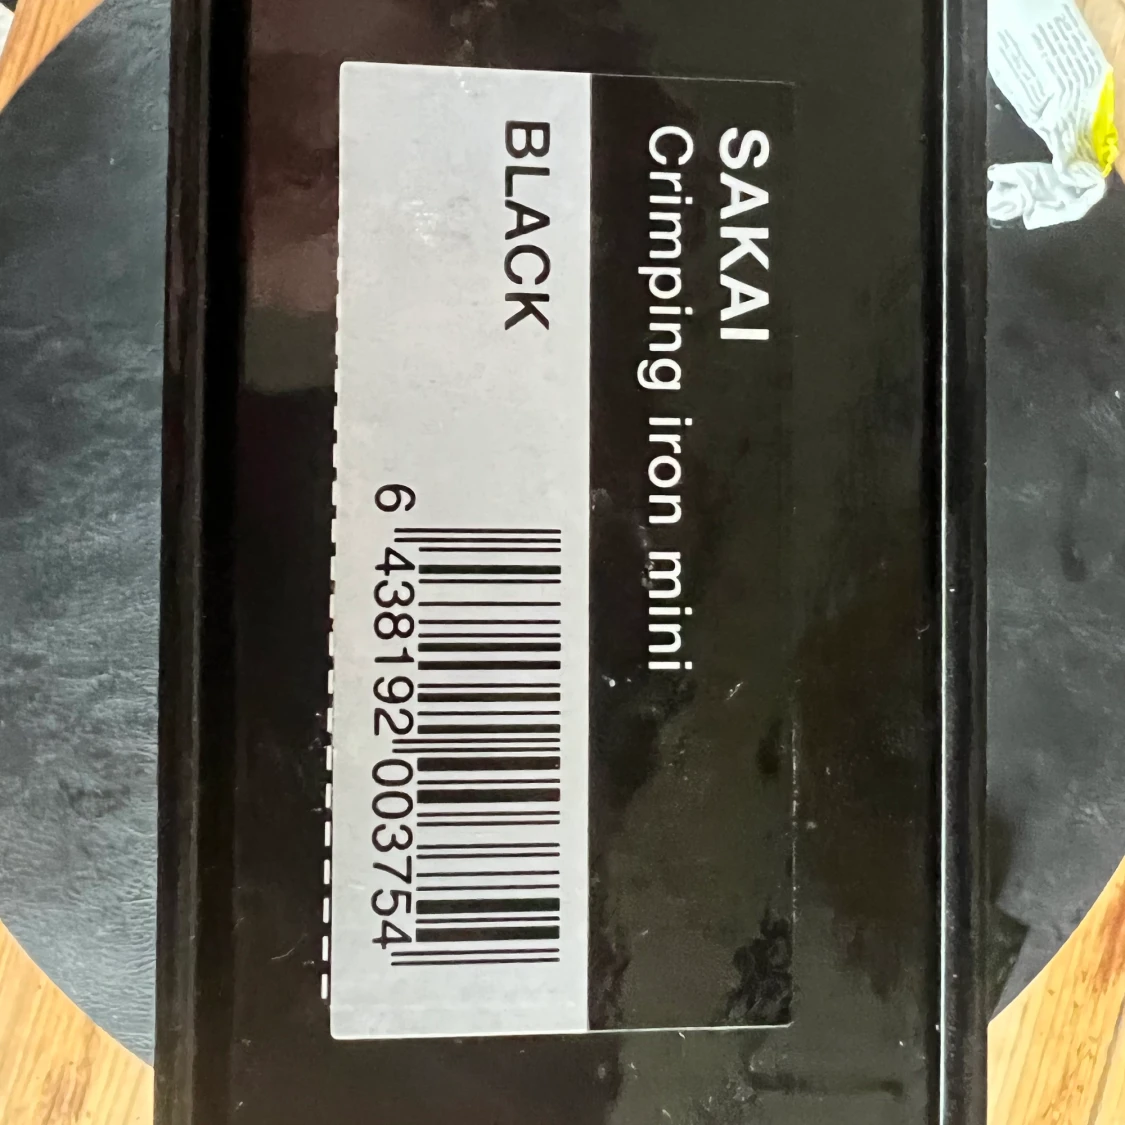 SAKAI
Crimping iron mini
BLACK
6 438192 003754